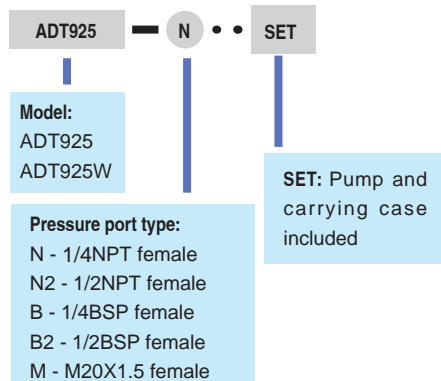 ADT925 — N • • SET
Model:
ADT925
ADT925W
SET: Pump and
carrying case
included
Pressure port type:
N - 1/4NPT female
N2 - 1/2NPT female
B - 1/4BSP female
B2 - 1/2BSP female
M - M20X1.5 female